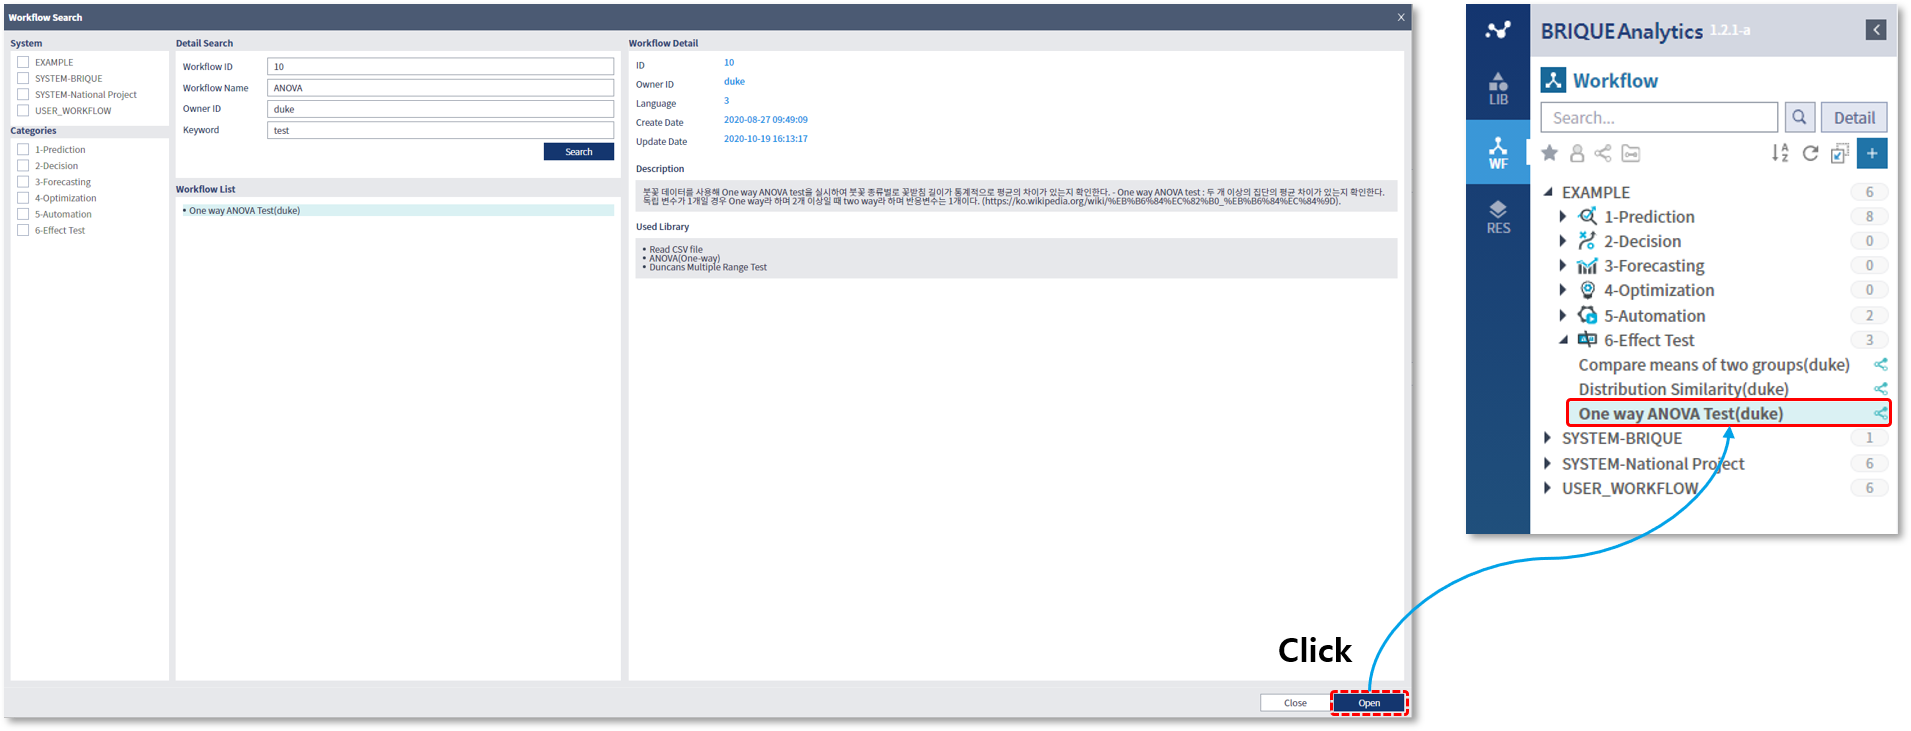 Workflow Search
X
System
EXAMPLE
SYSTEM-BRIQUE
SYSTEM-National Project
USER_WORKFLOW
Categories
1-Prediction
2-Decision
3-Forecasting
4-Optimization
5-Automation
6-Effect Test
Detail Search
Workflow ID 10
Workflow Name ANOVA
Owner ID duke
Keyword test
Search
Workflow List
• One way ANOVA Test(duke)
Workflow Detail
ID 10
Owner ID duke
Language 3
Create Date 2020-08-27 09:49:09
Update Date 2020-10-19 16:13:17
Description
붓꽃 데이터를 사용해 One way ANOVA test을 실시하여 붓꽃 종류별로 꽃받침 길이가 통계적으로 평균의 차이가 있는지 확인한다. - One way ANOVA test : 두 개 이상의 집단의 평균 차이가 있는지 확인한다.
독립 변수가 1개일 경우 One way라 하며 2개 이상일 때 two way라 하며 반응변수는 1개이다. (https://ko.wikipedia.org/wiki/%EB%B6%84%EC%82%B0_%EB%B6%84%EC%84%9D).
Used Library
• Read CSV file
• ANOVA(One-way)
• Duncans Multiple Range Test
Close
Open
Click
LIB
WF
RES
BRIQUEAnalytics 1.2.1-a
<
Workflow
Search...
Detail
A
Z
+
EXAMPLE 6
1-Prediction 8
2-Decision 0
3-Forecasting 0
4-Optimization 0
5-Automation 2
6-Effect Test 3
Compare means of two groups(duke)
Distribution Similarity(duke)
One way ANOVA Test(duke)
SYSTEM-BRIQUE 1
SYSTEM-National Project 6
USER_WORKFLOW 6